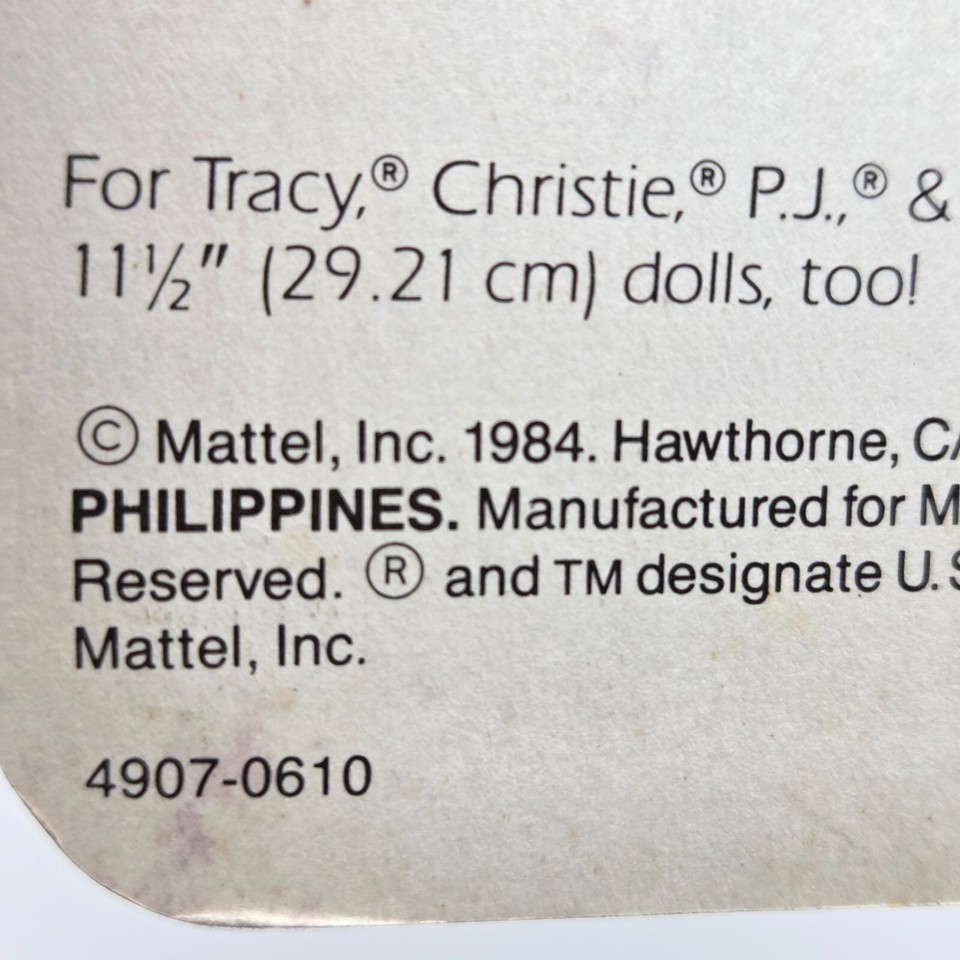 For Tracy,® Christie,® P.J.,® &
11½" (29.21 cm) dolls, too!
© Mattel, Inc. 1984. Hawthorne, CA
PHILIPPINES. Manufactured for M
Reserved. ® and TM designate U.S
Mattel, Inc.
4907-0610